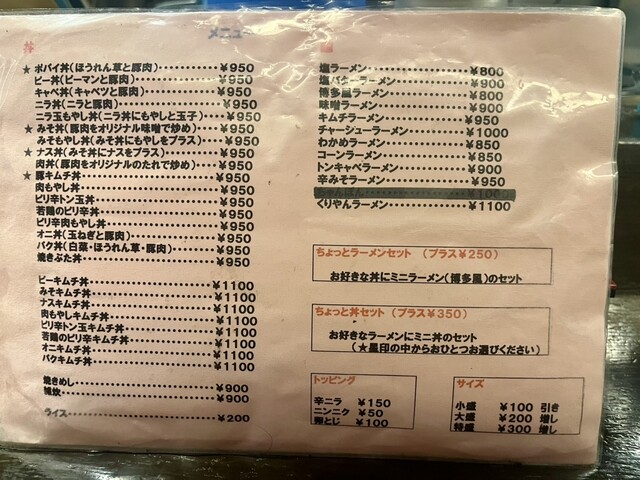 丼
★ ポパイ丼(ほうれん草と豚肉)・・・・・・・・¥950
ピー丼(ピーマンと豚肉)・・・・・・・・¥950
キャベ丼(キャベツと豚肉)・・・・・・・・¥950
ニラ丼(ニラと豚肉)・・・・・・・・¥950
ニラ玉もやし丼(ニラ丼にもやしと玉子)・・・・・・・・¥950
★ みそ丼(豚肉をオリジナル味噌で炒め)・・・・・・・・¥950
みそもやし丼(みそ丼にもやしをプラス)・・・・・・・・¥950
★ ナス丼(みそ丼にナスをプラス)・・・・・・・・¥950
肉丼(豚肉をオリジナルのたれで炒め)・・・・・・・・¥950
★ 豚キムチ丼・・・・・・・・¥950
肉もやし丼・・・・・・・・¥950
ピリ辛トン玉丼・・・・・・・・¥950
若鶏のピリ辛丼・・・・・・・・¥950
ピリ辛肉もやし丼・・・・・・・・¥950
オニ丼(玉ねぎと豚肉)・・・・・・・・¥950
バク丼(白菜・ほうれん草・豚肉)・・・・・・・・¥950
焼きぶた丼・・・・・・・・¥950
ピーキムチ丼・・・・・・・・¥1100
みそキムチ丼・・・・・・・・¥1100
ナスキムチ丼・・・・・・・・¥1100
肉もやしキムチ丼・・・・・・・・¥1100
ピリ辛トン玉キムチ丼・・・・・・・・¥1100
若鶏のピリ辛キムチ丼・・・・・・・・¥1100
オニキムチ丼・・・・・・・・¥1100
バクキムチ丼・・・・・・・・¥1100
焼きめし・・・・・・・・¥900
雑炊・・・・・・・・¥900
ライス・・・・・・・・¥200
塩ラーメン・・・・・・・・¥800
塩バターラーメン・・・・・・・・¥900
博多風ラーメン・・・・・・・・¥800
味噌ラーメン・・・・・・・・¥900
キムチラーメン・・・・・・・・¥950
チャーシューラーメン・・・・・・・・¥1000
わかめラーメン・・・・・・・・¥850
コーンラーメン・・・・・・・・¥850
トンキャベラーメン・・・・・・・・¥900
辛みそラーメン・・・・・・・・¥950
ちゃんぽん・・・・・・・・
くりやんラーメン・・・・・・・・¥1100
ちょっとラーメンセット (プラス¥250)
お好きな丼にミニラーメン(博多風)のセット
ちょっと丼セット (プラス¥350)
お好きなラーメンにミニ丼のセット
(★星印の中からおひとつお選びください)
トッピング
辛ニラ ¥150
ニンニク ¥50
卵とじ ¥100
サイズ
小盛 ¥100 引き
大盛 ¥200 増し
特盛 ¥300 増し